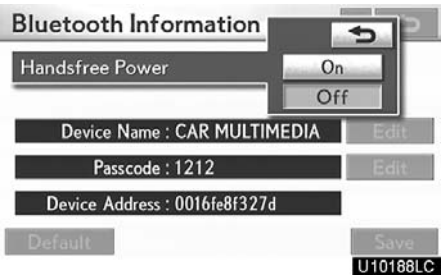 Bluetooth Information
Handsfree Power
On
Off
Device Name : CAR MULTIMEDIA
Edit
Passcode : 1212
Edit
Device Address : 0016fe8f327d
Default
Save
U10188LC